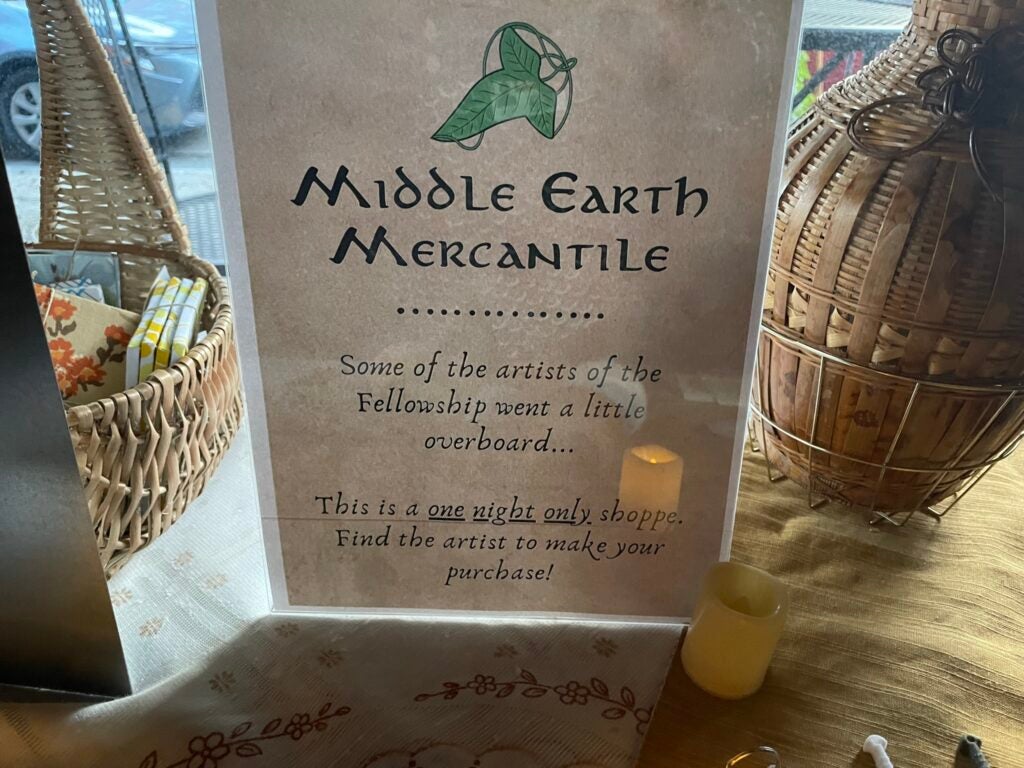 Middle Earth
Mercantile
Some of the artists of the
Fellowship went a little
overboard...
This is a one night only shoppe.
Find the artist to make your
purchase!